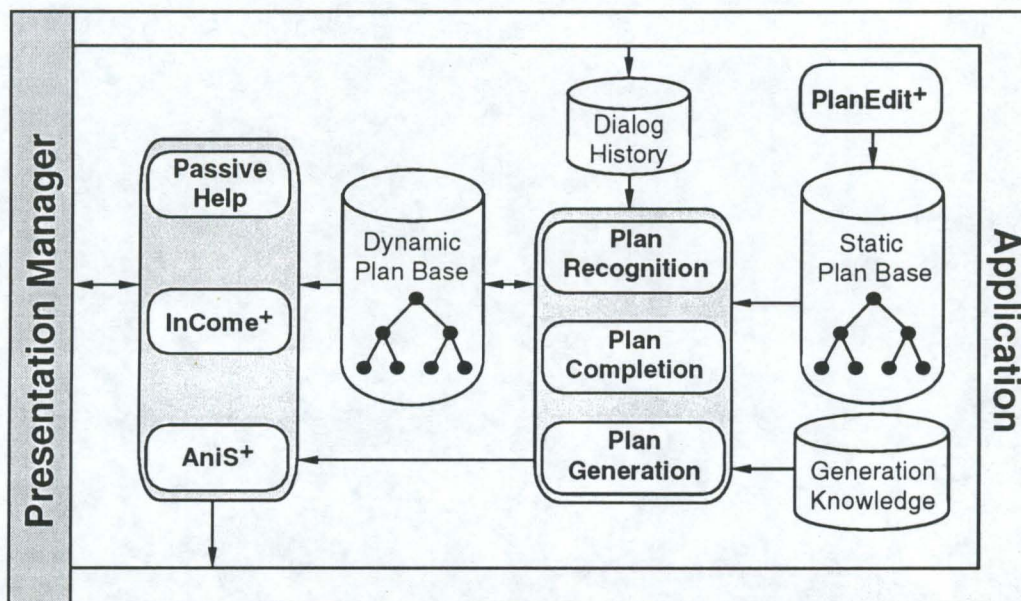 Presentation Manager
Passive
Help
InCome+
AniS+
Dynamic
Plan Base
Dialog
History
Plan
Recognition
Plan
Completion
Plan
Generation
PlanEdit+
Static
Plan Base
Generation
Knowledge
Application